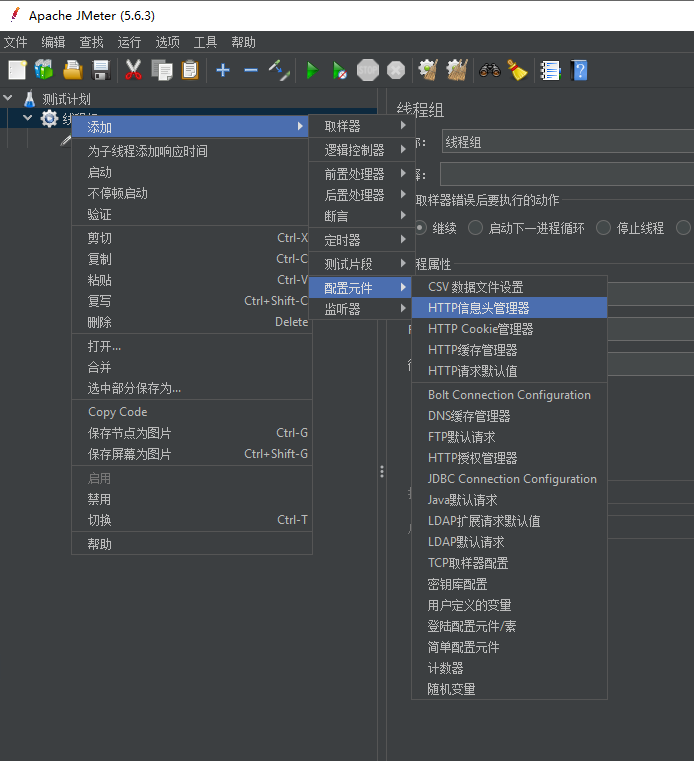 Apache JMeter (5.6.3)
文件 编辑 查找 运行 选项 工具 帮助
测试计划
线程组
添加
为子线程添加响应时间
启动
不停顿启动
验证
剪切 Ctrl-X
复制 Ctrl-C
粘贴 Ctrl-V
复写 Ctrl+Shift-C
删除 Delete
打开...
合并
选中部分保存为...
Copy Code
保存节点为图片 Ctrl-G
保存屏幕为图片 Ctrl+Shift-G
启用
禁用
切换 Ctrl-T
帮助
取样器
逻辑控制器
前置处理器
后置处理器
断言
定时器
测试片段
配置元件
监听器
CSV 数据文件设置
HTTP信息头管理器
HTTP Cookie管理器
HTTP缓存管理器
HTTP请求默认值
Bolt Connection Configuration
DNS缓存管理器
FTP默认请求
HTTP授权管理器
JDBC Connection Configuration
Java默认请求
LDAP扩展请求默认值
LDAP默认请求
TCP取样器配置
密钥库配置
用户定义的变量
登陆配置元件/素
简单配置元件
计数器
随机变量
线程组
线程组
取样器错误后要执行的动作
继续 启动下一进程循环 停止线程
程属性